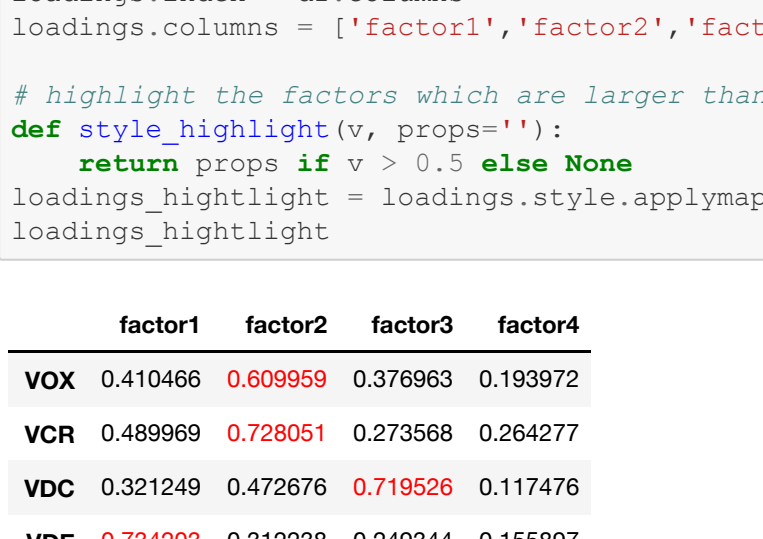 loadings.columns = ['factor1','factor2','fact
# highlight the factors which are larger than
def style_highlight(v, props=''):
    return props if v > 0.5 else None
loadings_hightlight = loadings.style.applymap
loadings_hightlight
factor1 factor2 factor3 factor4
VOX 0.410466 0.609959 0.376963 0.193972
VCR 0.489969 0.728051 0.273568 0.264277
VDC 0.321249 0.472676 0.719526 0.117476